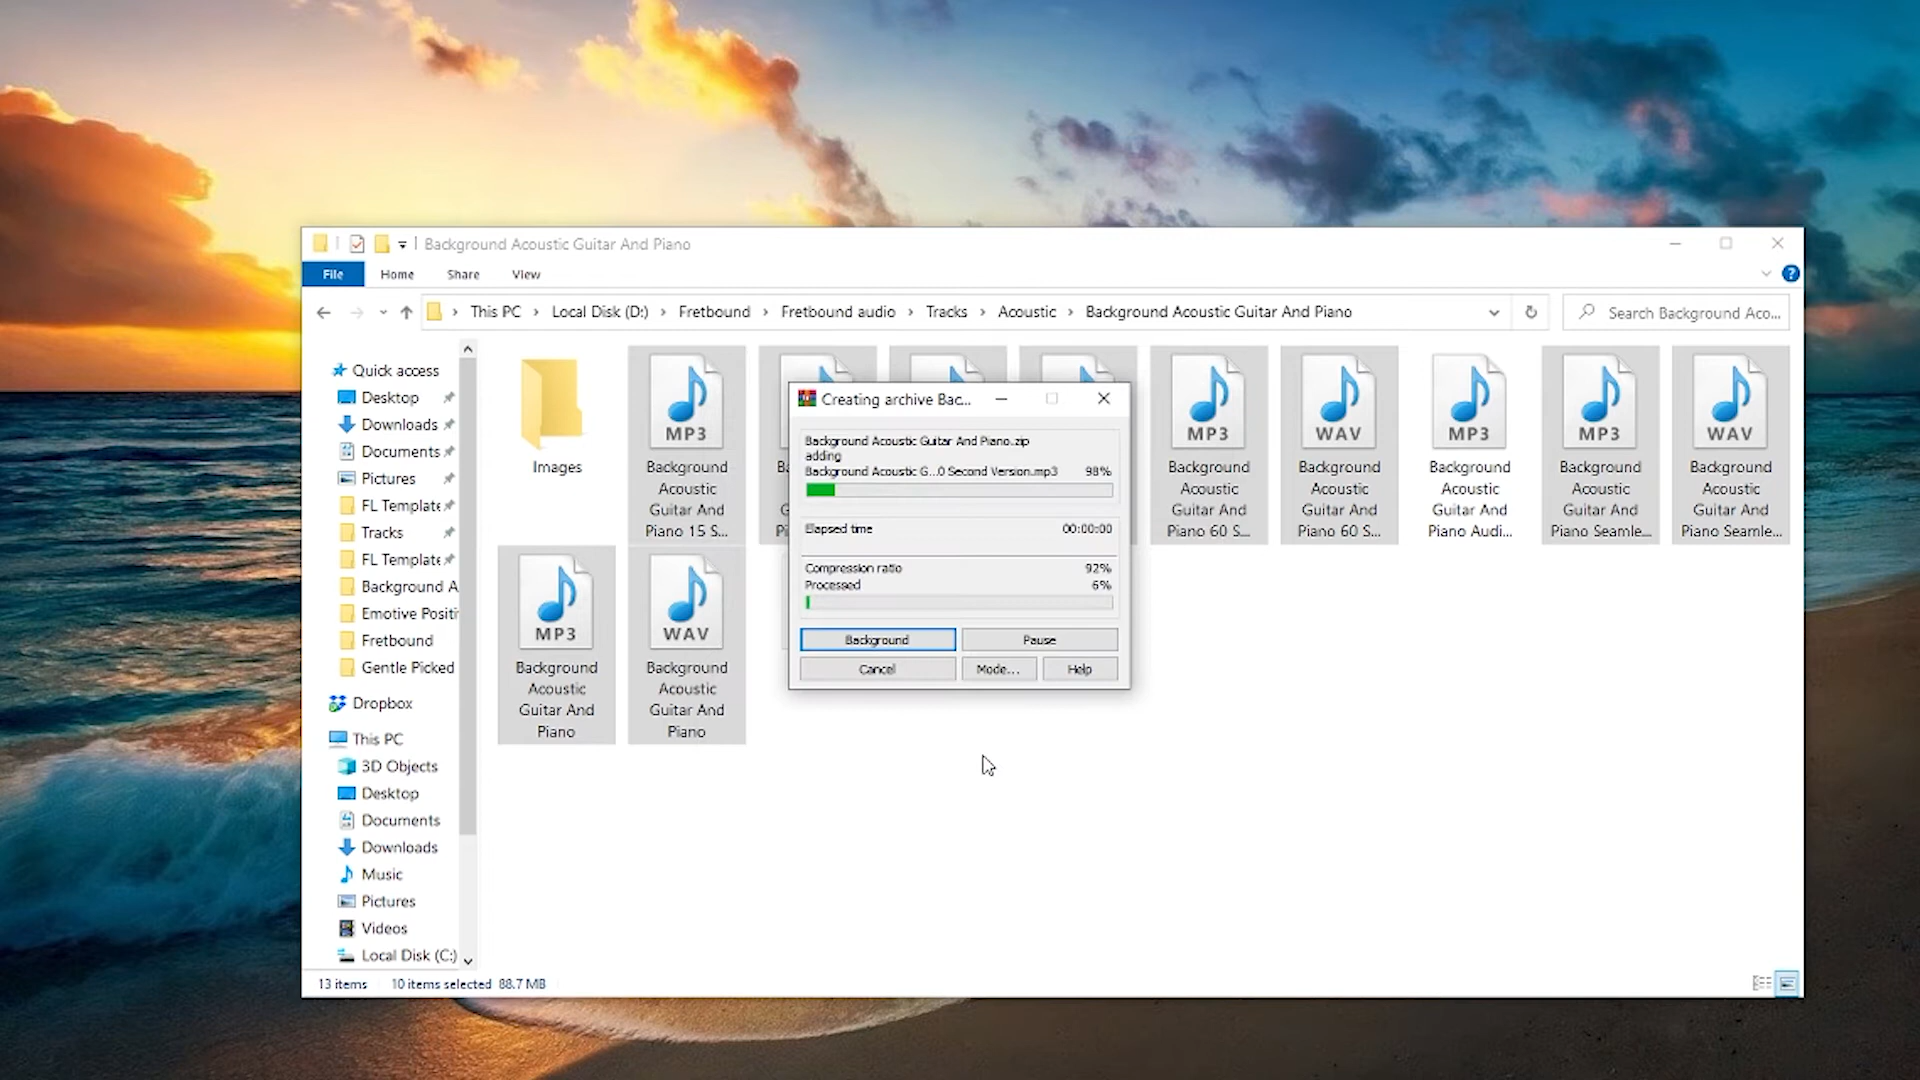 Background Acoustic Guitar And Piano
File Home Share View
This PC Local Disk (D:) Fretbound Fretbound audio Tracks Acoustic Background Acoustic Guitar And Piano
Search Background Aco...
Quick access
Desktop
Downloads
Documents
Pictures
FL Template
Tracks
FL Template
Background A
Emotive Positi
Fretbound
Gentle Picked
Dropbox
This PC
3D Objects
Desktop
Documents
Downloads
Music
Pictures
Videos
Local Disk (C:)
Images
MP3
Background
Acoustic
Guitar And
Piano 15 S...
MP3
Background
Acoustic
Guitar And
Piano 60 S...
WAV
Background
Acoustic
Guitar And
Piano 60 S...
MP3
Background
Acoustic
Guitar And
Piano Audi...
MP3
Background
Acoustic
Guitar And
Piano Seamle...
WAV
Background
Acoustic
Guitar And
Piano Seamle...
MP3
Background
Acoustic
Guitar And
Piano
WAV
Background
Acoustic
Guitar And
Piano
Creating archive Bac...
Background Acoustic Guitar And Piano.zip
adding
Background Acoustic G...0 Second Version.mp3 98%
Elapsed time 00:00:00
Compression ratio 92%
Processed 6%
Background Pause
Cancel Mode... Help
13 items 10 items selected 88.7 MB